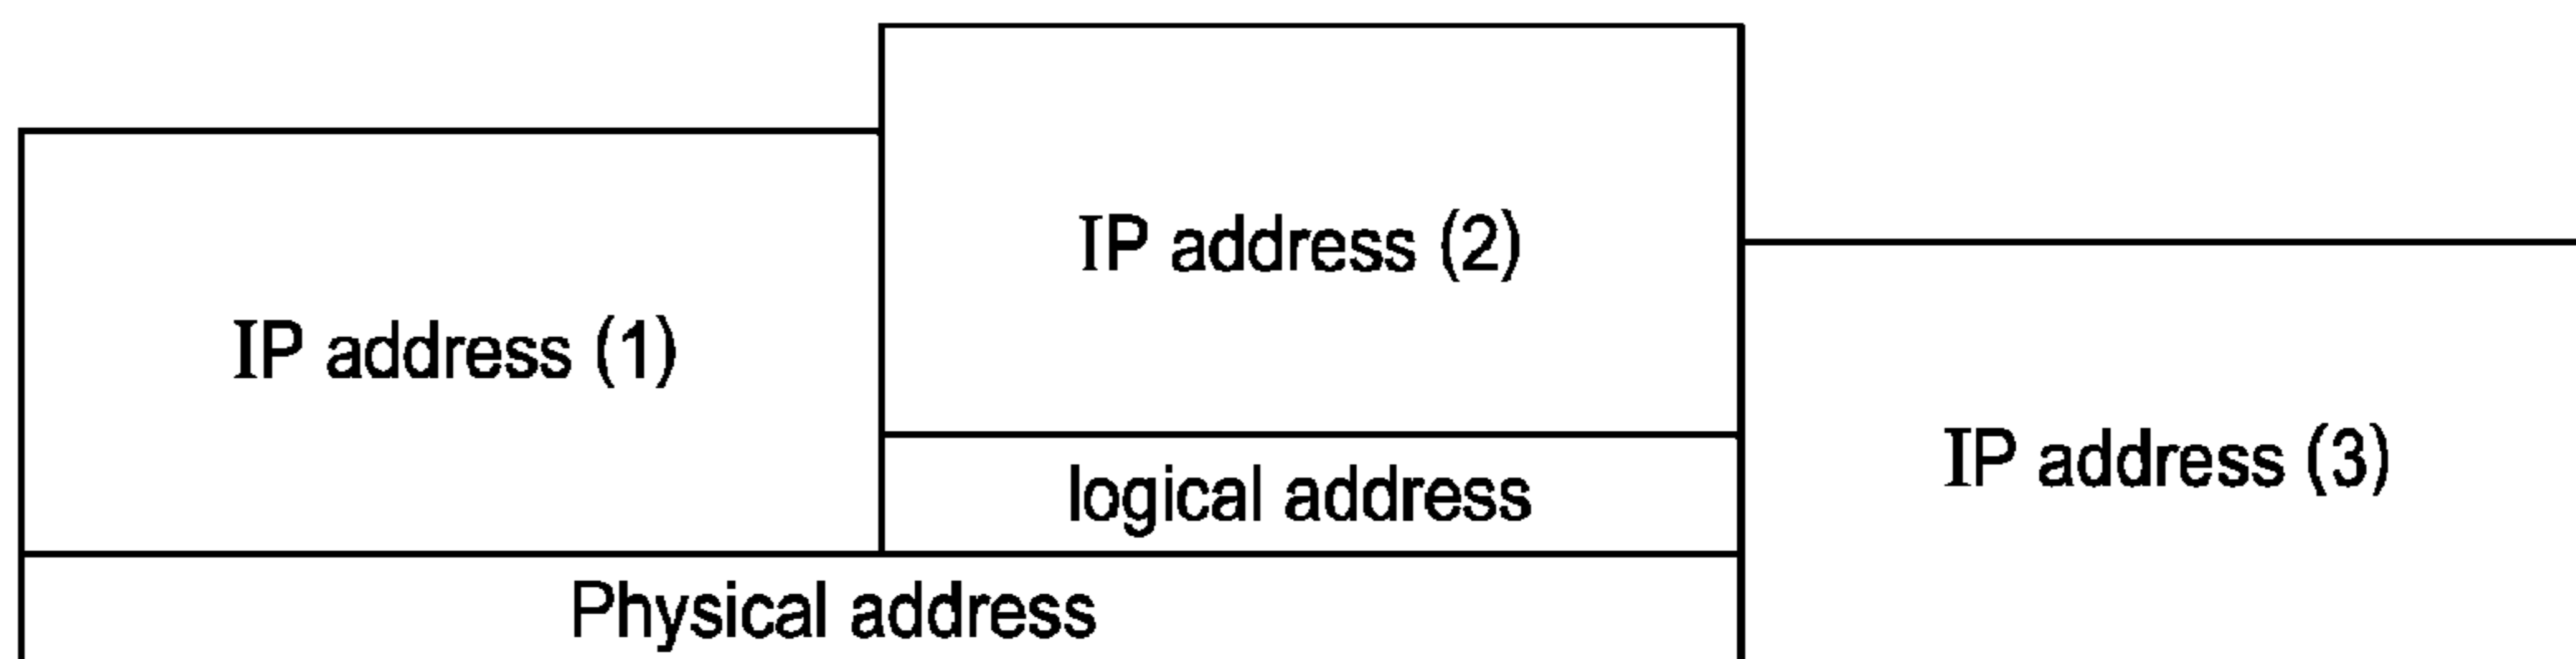 IP address (2)
IP address (1)
IP address (3)
logical address
Physical address